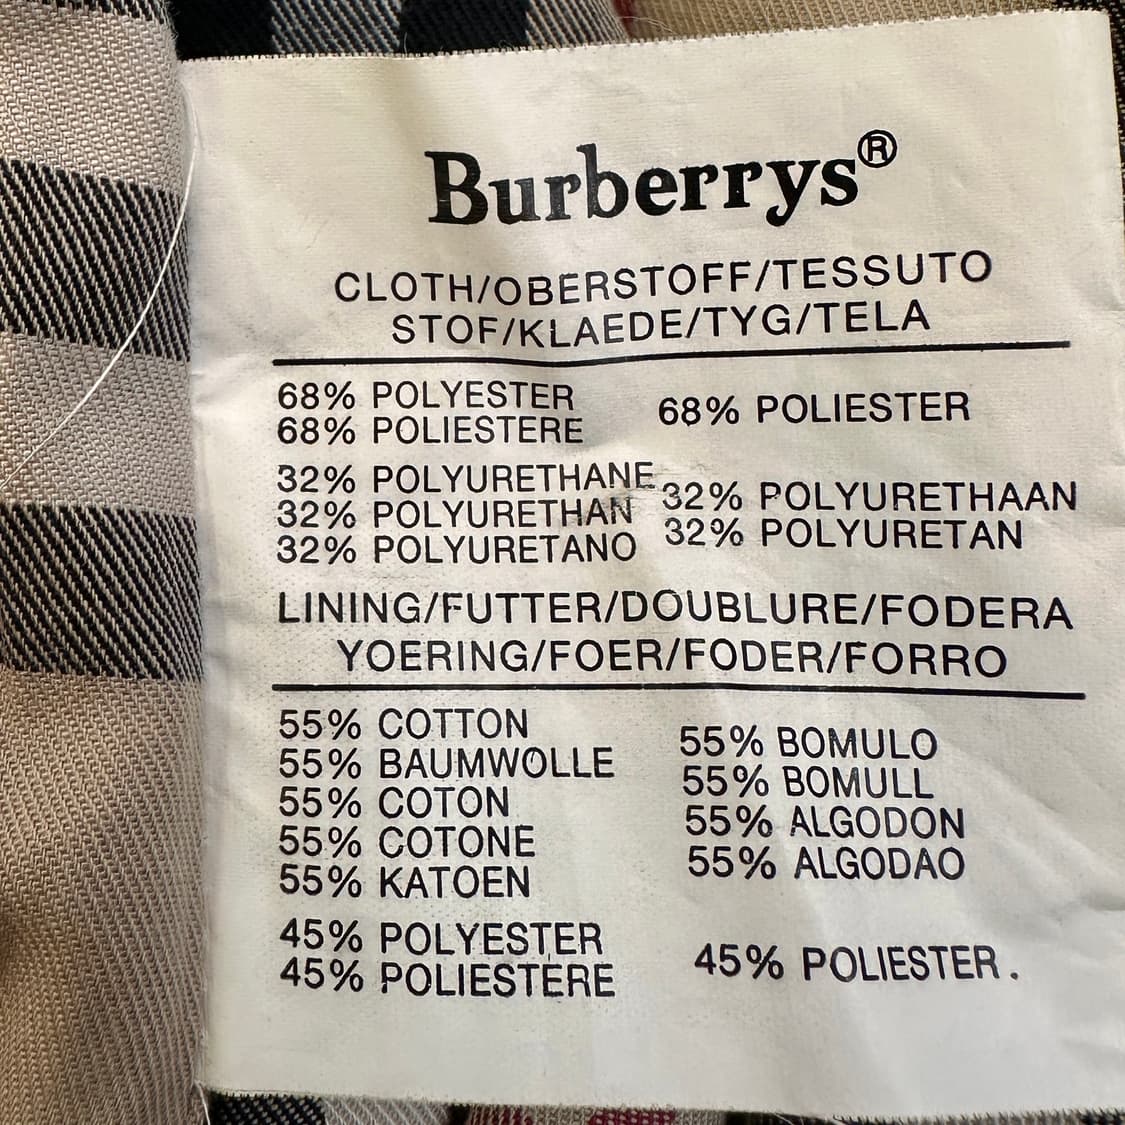 Burberrys®
CLOTH/OBERSTOFF/TESSUTO
STOF/KLAEDE/TYG/TELA
68% POLYESTER
68% POLIESTERE
68% POLIESTER
32% POLYURETHANE
32% POLYURETHAN
32% POLYURETANO
32% POLYURETHAAN
32% POLYURETAN
LINING/FUTTER/DOUBLURE/FODERA
YOERING/FOER/FODER/FORRO
55% COTTON
55% BAUMWOLLE
55% COTON
55% COTONE
55% KATOEN
55% BOMULO
55% BOMULL
55% ALGODON
55% ALGODAO
45% POLYESTER
45% POLIESTERE
45% POLIESTER.